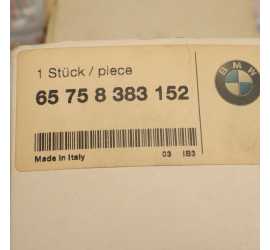 1 Stück / piece
BMW
65 75 8 383 152
Made in Italy
03 IB3